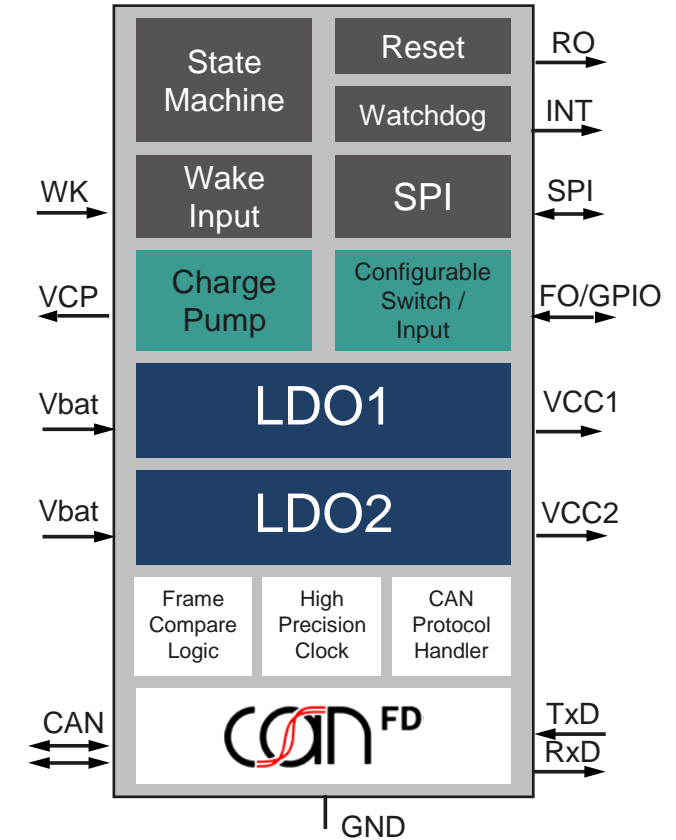 State
Machine
Reset
RO
Watchdog
INT
WK
Wake
Input
SPI
SPI
VCP
Charge
Pump
Configurable
Switch /
Input
FO/GPIO
Vbat
LDO1
VCC1
Vbat
LDO2
VCC2
Frame
Compare
Logic
High
Precision
Clock
CAN
Protocol
Handler
CAN
can FD
TxD
RxD
GND